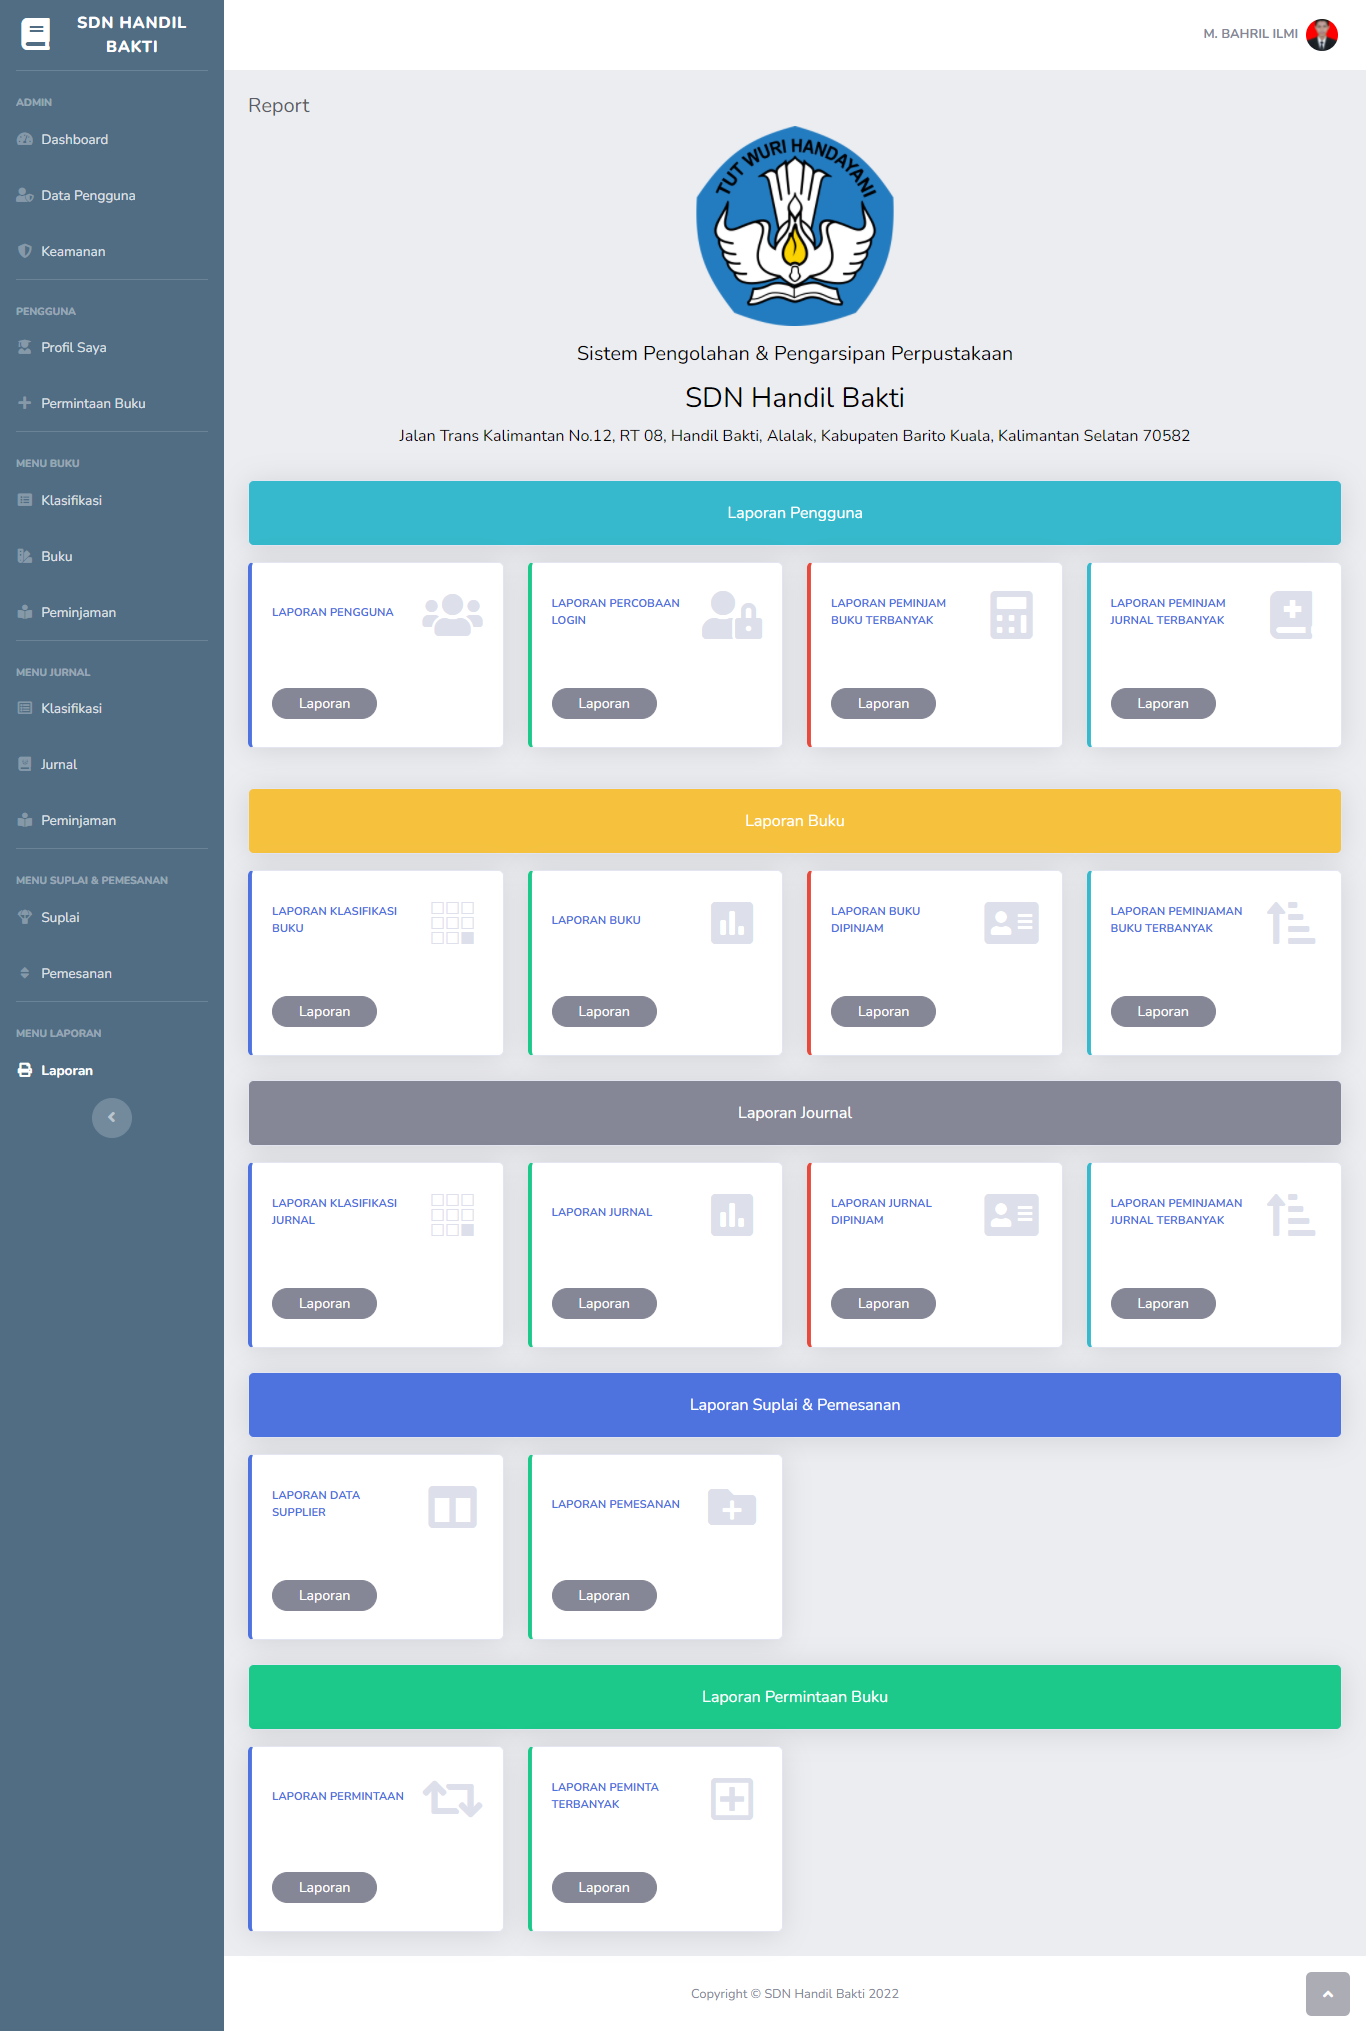 SDN HANDIL
BAKTI
ADMIN
Dashboard
Data Pengguna
Keamanan
PENGGUNA
Profil Saya
Permintaan Buku
MENU BUKU
Klasifikasi
Buku
Peminjaman
MENU JURNAL
Klasifikasi
Jurnal
Peminjaman
MENU SUPLAI & PEMESANAN
Suplai
Pemesanan
MENU LAPORAN
Laporan
M. BAHRIL ILMI
Report
TUT WURI HANDAYANI
Sistem Pengolahan & Pengarsipan Perpustakaan
SDN Handil Bakti
Jalan Trans Kalimantan No.12, RT 08, Handil Bakti, Alalak, Kabupaten Barito Kuala, Kalimantan Selatan 70582
Laporan Pengguna
LAPORAN PENGGUNA
Laporan
LAPORAN PERCOBAAN
LOGIN
Laporan
LAPORAN PEMINJAM
BUKU TERBANYAK
Laporan
LAPORAN PEMINJAM
JURNAL TERBANYAK
Laporan
Laporan Buku
LAPORAN KLASIFIKASI
BUKU
Laporan
LAPORAN BUKU
Laporan
LAPORAN BUKU
DIPINJAM
Laporan
LAPORAN PEMINJAMAN
BUKU TERBANYAK
Laporan
Laporan Journal
LAPORAN KLASIFIKASI
JURNAL
Laporan
LAPORAN JURNAL
Laporan
LAPORAN JURNAL
DIPINJAM
Laporan
LAPORAN PEMINJAMAN
JURNAL TERBANYAK
Laporan
Laporan Suplai & Pemesanan
LAPORAN DATA
SUPPLIER
Laporan
LAPORAN PEMESANAN
Laporan
Laporan Permintaan Buku
LAPORAN PERMINTAAN
Laporan
LAPORAN PEMINTA
TERBANYAK
Laporan
Copyright © SDN Handil Bakti 2022